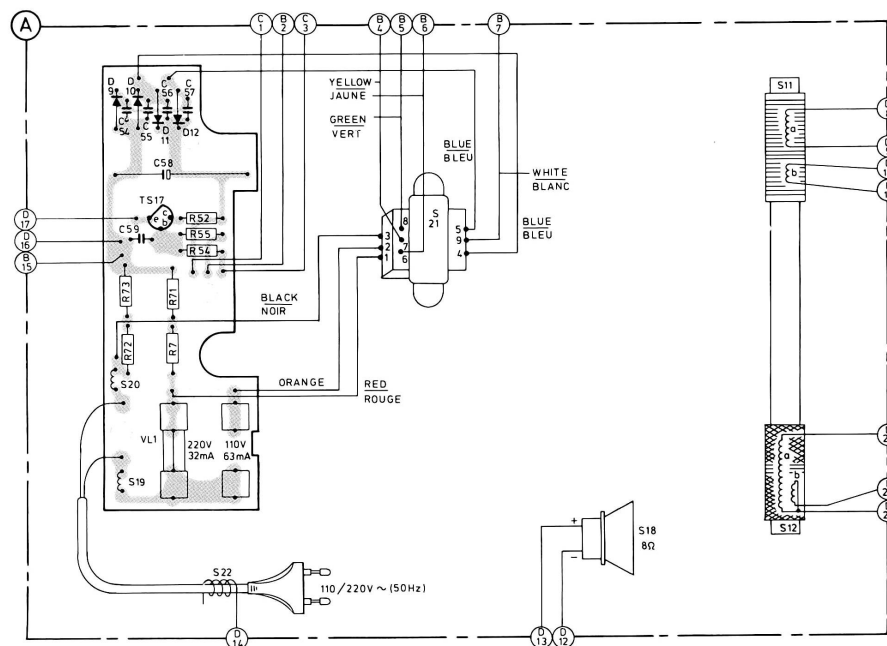 A
C 1
B 2
C 3
B 4
B 5
B 6
B 7
D 9
D 10
C 56
C 57
C 54
C 55
D 11
D12
YELLOW
JAUNE
GREEN
VERT
BLUE
BLEU
WHITE
BLANC
BLUE
BLEU
S11
a
b
C58
TS17
e c b
R52
R55
R54
C59
D 17
D 16
B 15
S 21
8
7
6
3
2
1
5
9
4
R73
R71
BLACK
NOIR
R72
R7
S20
ORANGE
RED
ROUGE
VL1
220V
32mA
110V
63mA
S19
a
b
S12
S22
110/220V ~ (50Hz)
D 14
+
−
S18
8Ω
D 13
D 12